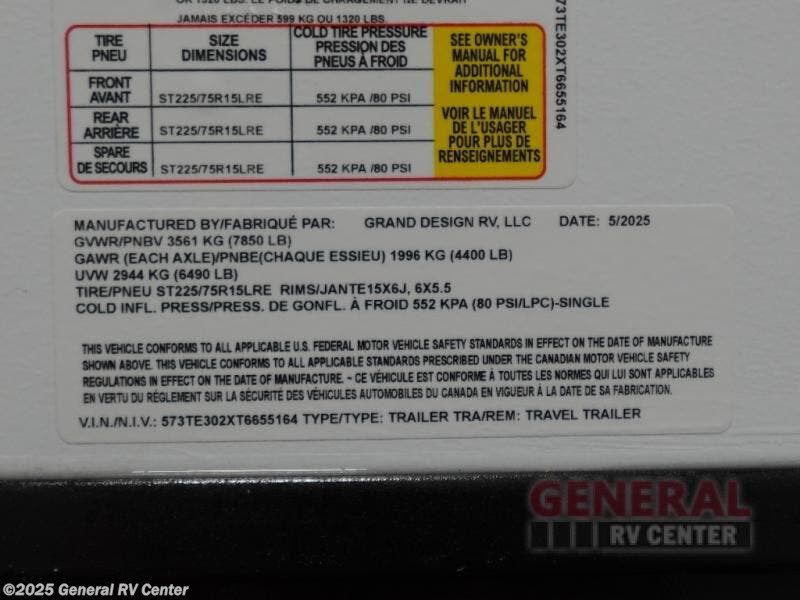 JAMAIS EXCÉDER 599 KG OU 1320 LBS.
TIRE PNEU SIZE DIMENSIONS COLD TIRE PRESSURE PRESSION DES PNEUS À FROID
FRONT AVANT ST225/75R15LRE 552 KPA /80 PSI
REAR ARRIÈRE ST225/75R15LRE 552 KPA /80 PSI
SPARE DE SECOURS ST225/75R15LRE 552 KPA /80 PSI
SEE OWNER'S
MANUAL FOR
ADDITIONAL
INFORMATION
VOIR LE MANUEL
DE L'USAGER
POUR PLUS DE
RENSEIGNEMENTS
573TE302XT6655164
MANUFACTURED BY/FABRIQUÉ PAR: GRAND DESIGN RV, LLC DATE: 5/2025
GVWR/PNBV 3561 KG (7850 LB)
GAWR (EACH AXLE)/PNBE(CHAQUE ESSIEU) 1996 KG (4400 LB)
UVW 2944 KG (6490 LB)
TIRE/PNEU ST225/75R15LRE RIMS/JANTE15X6J, 6X5.5
COLD INFL. PRESS/PRESS. DE GONFL. À FROID 552 KPA (80 PSI/LPC)-SINGLE
THIS VEHICLE CONFORMS TO ALL APPLICABLE U.S. FEDERAL MOTOR VEHICLE SAFETY STANDARDS IN EFFECT ON THE DATE OF MANUFACTURE
SHOWN ABOVE. THIS VEHICLE CONFORMS TO ALL APPLICABLE STANDARDS PRESCRIBED UNDER THE CANADIAN MOTOR VEHICLE SAFETY
REGULATIONS IN EFFECT ON THE DATE OF MANUFACTURE. ~ CE VÉHICULE EST CONFORME À TOUTES LES NORMES QUI LUI SONT APPLICABLES
EN VERTU DU RÈGLEMENT SUR LA SÉCURITÉ DES VÉHICULES AUTOMOBILES DU CANADA EN VIGUEUR À LA DATE DE SA FABRICATION.
V.I.N./N.I.V.: 573TE302XT6655164 TYPE/TYPE: TRAILER TRA/REM: TRAVEL TRAILER
GENERAL
RV CENTER
©2025 General RV Center